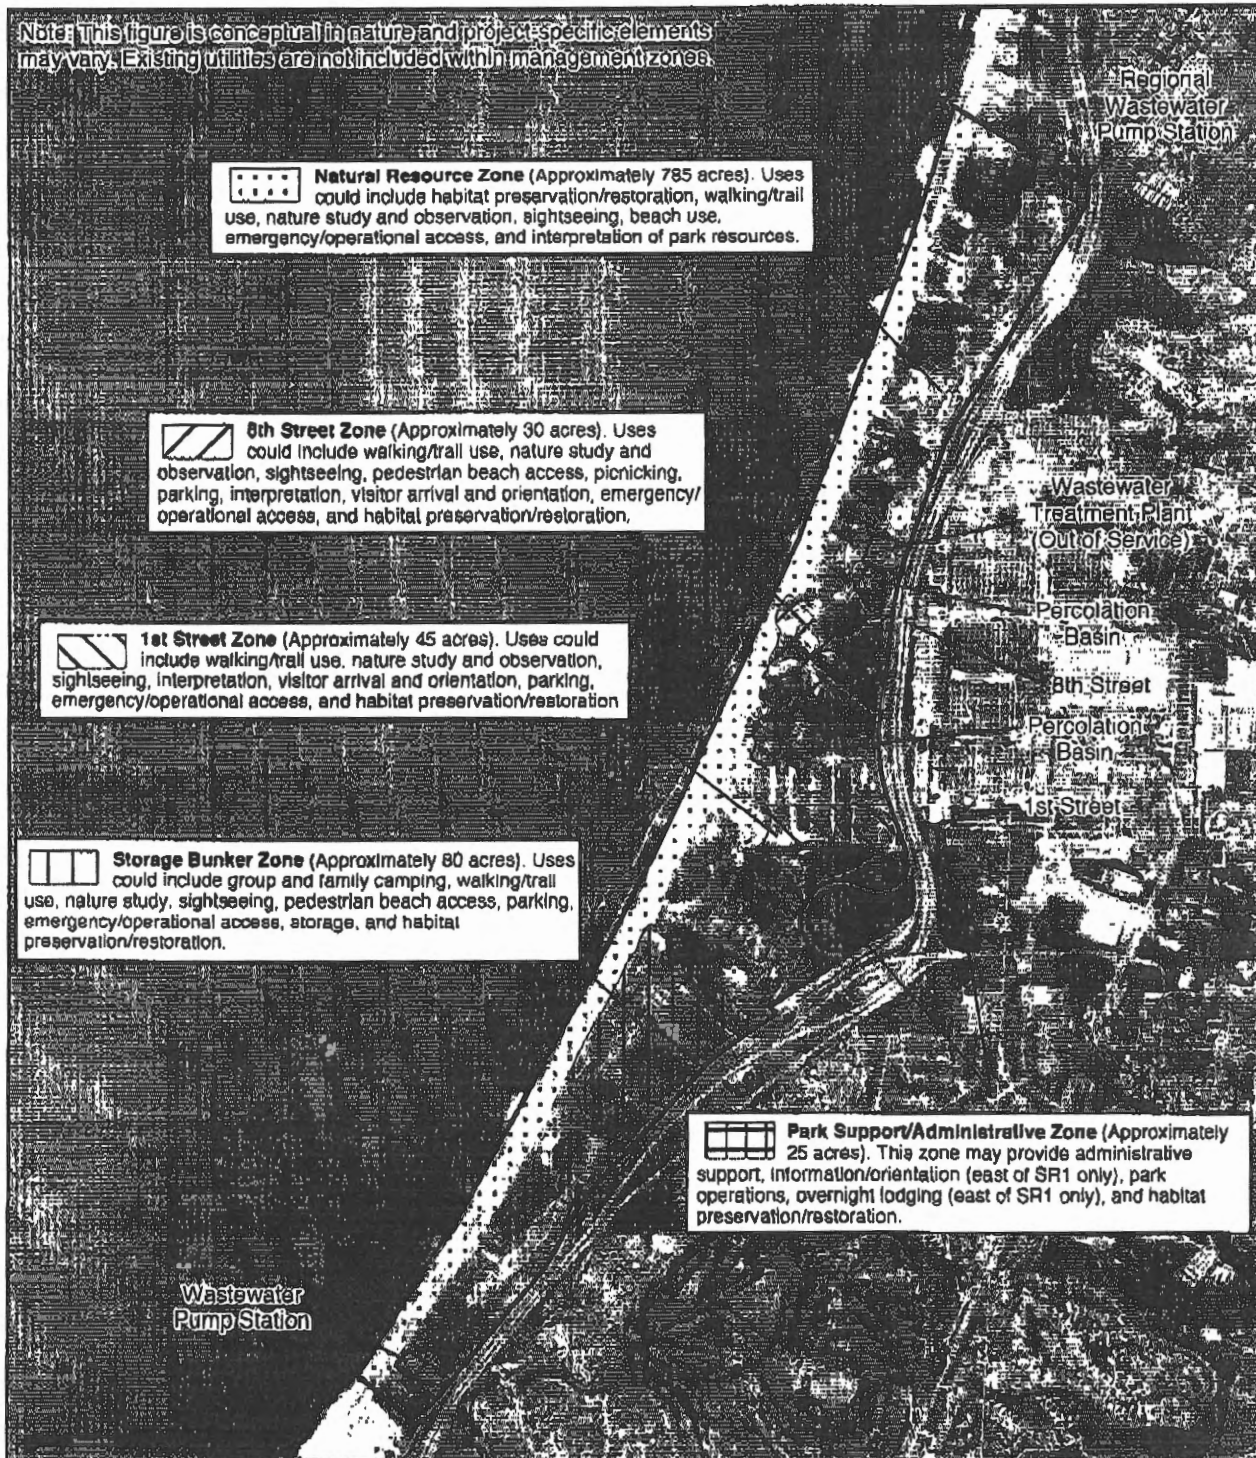 Note: This figure is conceptual in nature and project-specific elements
may vary. Existing utilities are not included within management zones.
Regional
Wastewater
Pump Station
Natural Resource Zone (Approximately 785 acres). Uses
could include habitat preservation/restoration, walking/trail
use, nature study and observation, sightseeing, beach use,
emergency/operational access, and interpretation of park resources.
8th Street Zone (Approximately 30 acres). Uses
could include walking/trail use, nature study and
observation, sightseeing, pedestrian beach access, picnicking,
parking, interpretation, visitor arrival and orientation, emergency/
operational access, and habitat preservation/restoration.
Wastewater
Treatment Plant
(Out of Service)
Percolation
Basin
8th Street
Percolation
Basin
1st Street
1st Street Zone (Approximately 45 acres). Uses could
include walking/trail use, nature study and observation,
sightseeing, interpretation, visitor arrival and orientation, parking,
emergency/operational access, and habitat preservation/restoration
Storage Bunker Zone (Approximately 80 acres). Uses
could include group and family camping, walking/trail
use, nature study, sightseeing, pedestrian beach access, parking,
emergency/operational access, storage, and habitat
preservation/restoration.
Park Support/Administrative Zone (Approximately
25 acres). This zone may provide administrative
support, information/orientation (east of SR1 only), park
operations, overnight lodging (east of SR1 only), and habitat
preservation/restoration.
Wastewater
Pump Station